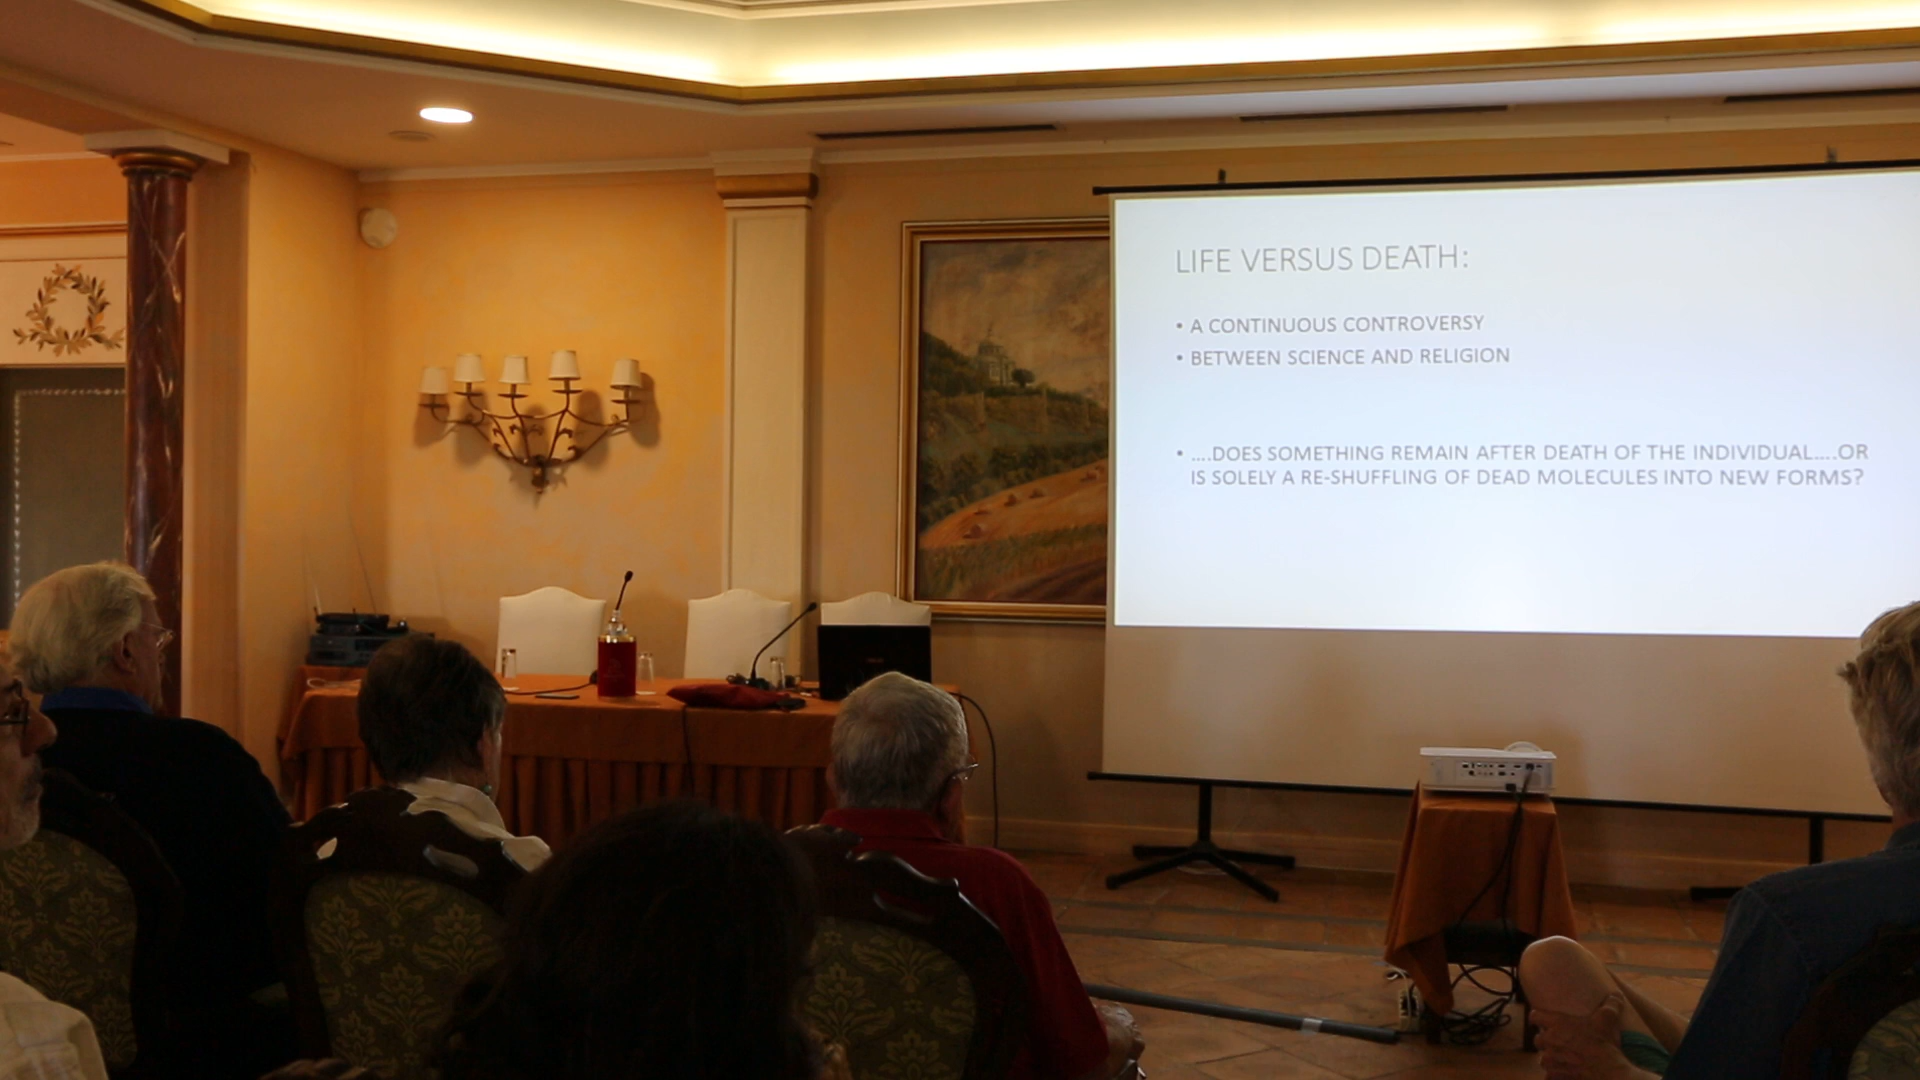 LIFE VERSUS DEATH:
• A CONTINUOUS CONTROVERSY
• BETWEEN SCIENCE AND RELIGION
• ....DOES SOMETHING REMAIN AFTER DEATH OF THE INDIVIDUAL....OR
IS SOLELY A RE-SHUFFLING OF DEAD MOLECULES INTO NEW FORMS?